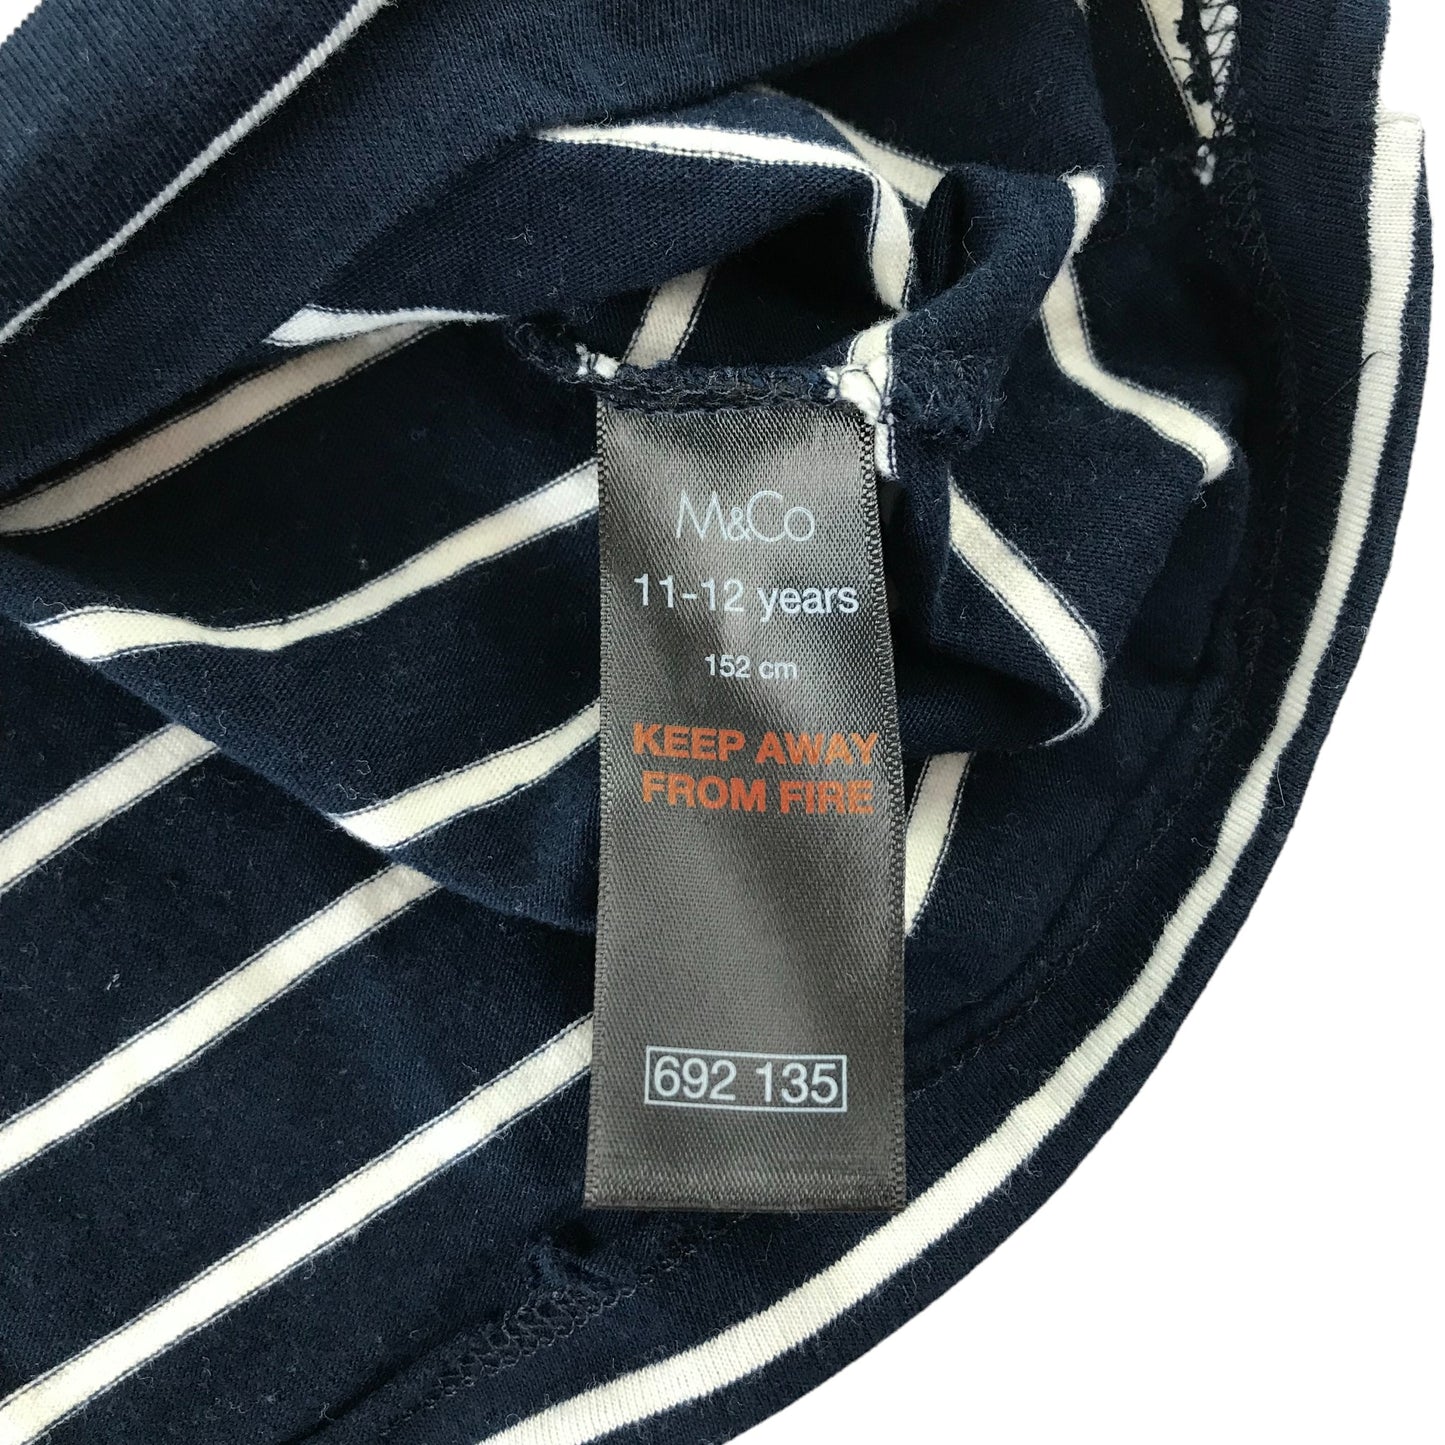 M&Co
11-12 years
152 cm
KEEP AWAY
FROM FIRE
692 135